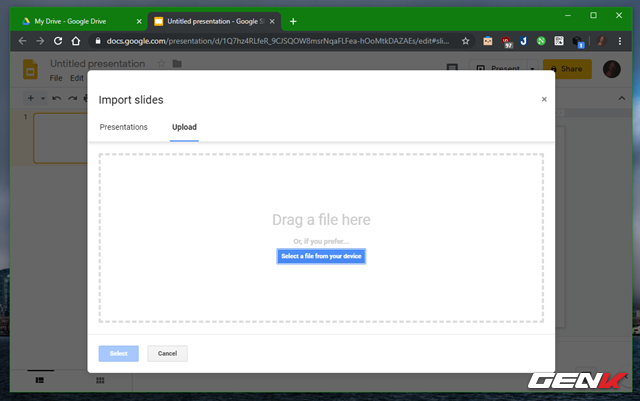 My Drive - Google Drive
Untitled presentation - Google Sl
docs.google.com/presentation/d/1Q7hz4RLfeR_9CJSQOW8msrNqaFLFea-hOoMtkDAZAEs/edit#sli...
97
1
Untitled presentation
Present
Share
File Edit
1
Import slides
Presentations
Upload
Drag a file here
Or, if you prefer...
Select a file from your device
Select
Cancel
GENK